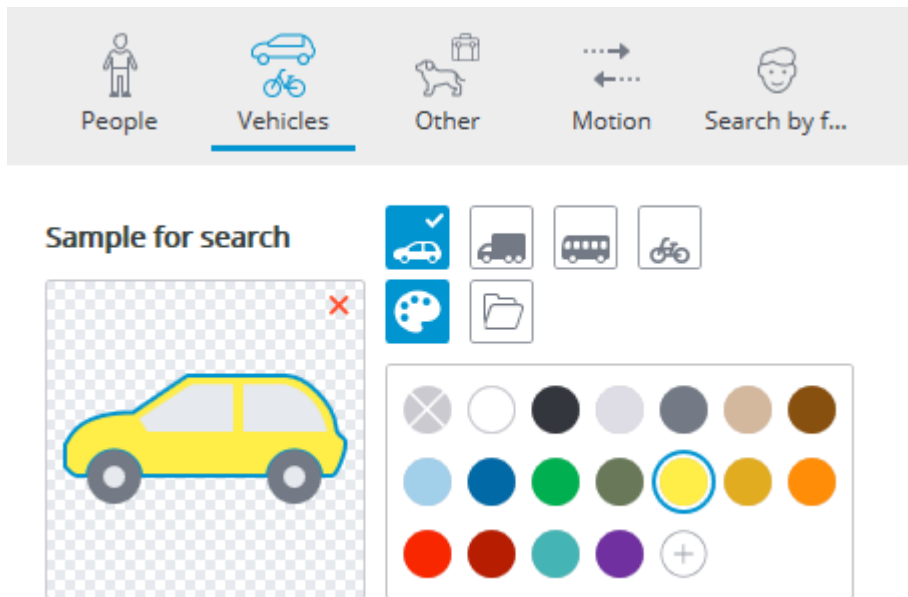 People
Vehicles
Other
Motion
Search by f...
Sample for search